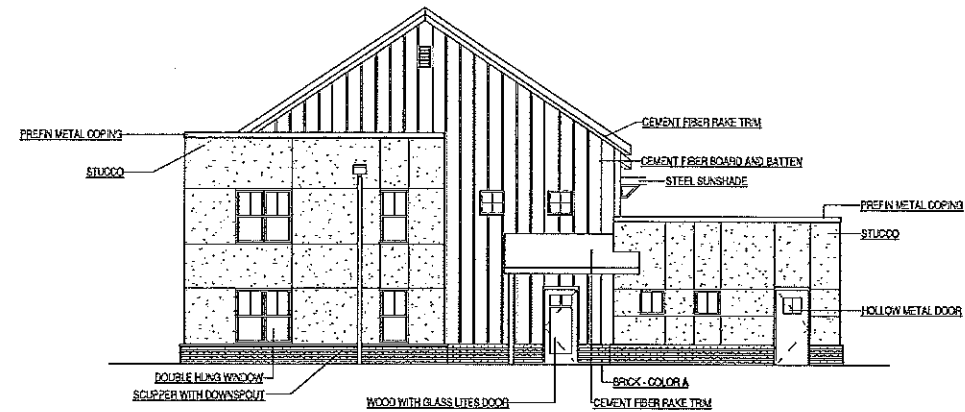 CEMENT FIBER RAKE TRIM
PREFIN METAL COPING
CEMENT FIBER BOARD AND BATTEN
STUCCO
STEEL SUNSHADE
PREFIN METAL COPING
STUCCO
HOLLOW METAL DOOR
DOUBLE HUNG WINDOW
BRICK - COLOR A
SCUPPER WITH DOWNSPOUT
WOOD WITH GLASS LITES DOOR
CEMENT FIBER RAKE TRIM